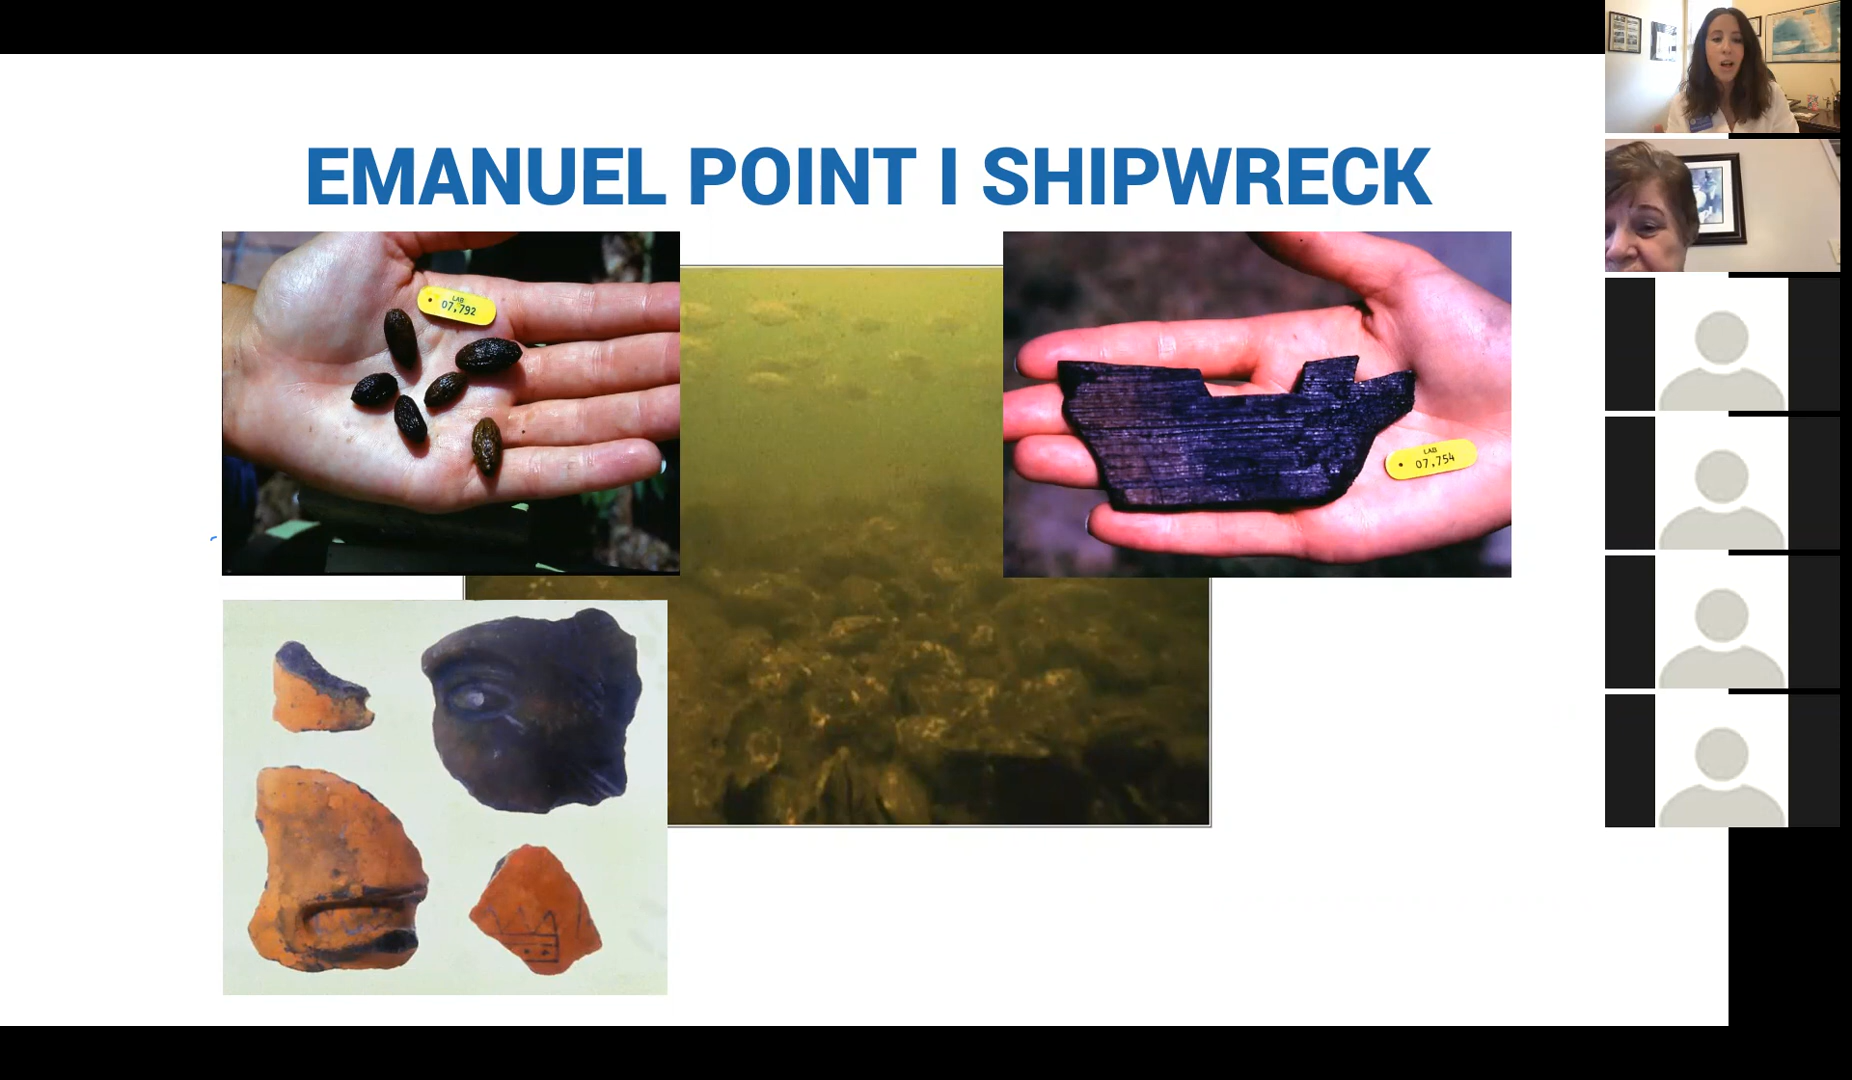 EMANUEL POINT I SHIPWRECK
LAB
07,792
LAB
07,754